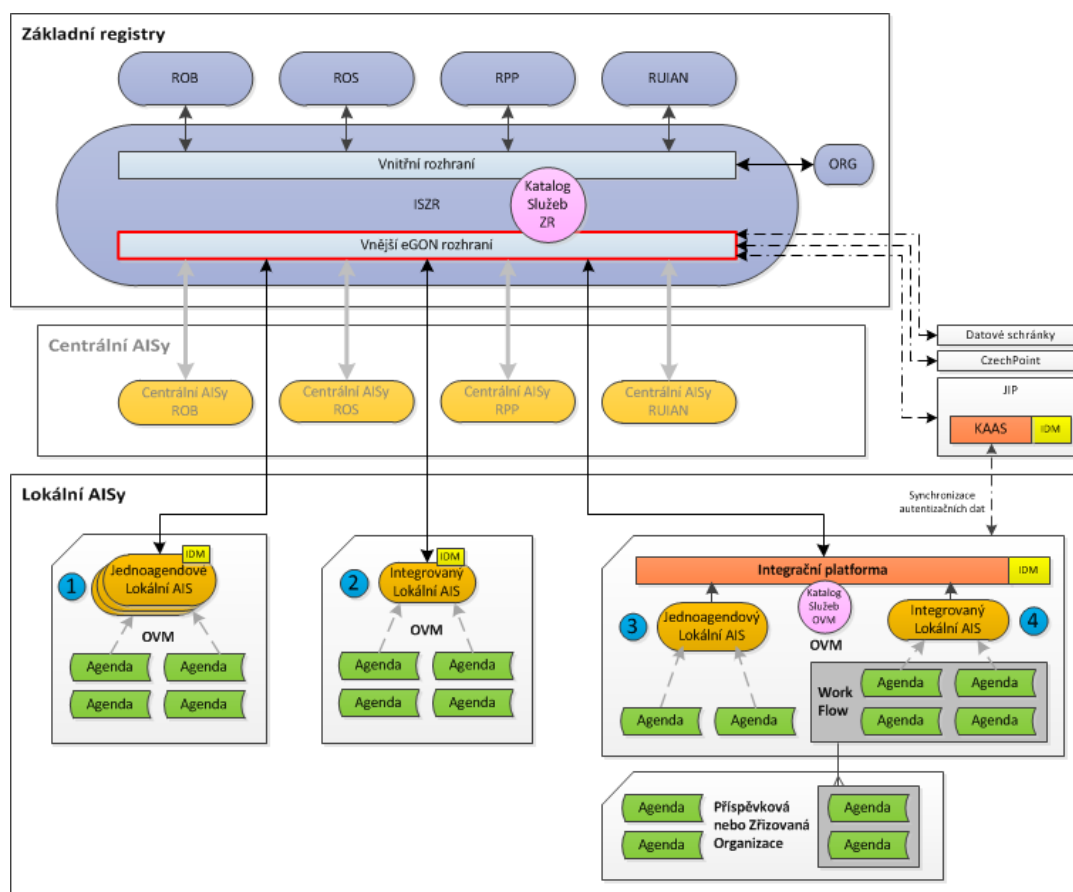 Základní registry
ROB
ROS
RPP
RUIAN
Vnitřní rozhraní
ORG
Katalog
Služeb
ZR
ISZR
Vnější eGON rozhraní
Centrální AISy
Datové schránky
CzechPoint
Centrální AISy
ROB
Centrální AISy
ROS
Centrální AISy
RPP
Centrální AISy
RUIAN
JIP
KAAS
IDM
Lokální AISy
Synchronizace
autentizačních dat
1
IDM
Jednoagendové
Lokální AIS
OVM
Agenda
Agenda
Agenda
Agenda
2
IDM
Integrovaný
Lokální AIS
OVM
Agenda
Agenda
Agenda
Agenda
Integrační platforma
IDM
Katalog
Služeb
OVM
OVM
3
Jednoagendový
Lokální AIS
Agenda
Agenda
Integrovaný
Lokální AIS
4
Work
Flow
Agenda
Agenda
Agenda
Agenda
Agenda
Agenda
Příspěvková
nebo Zřizovaná
Organizace
Agenda
Agenda